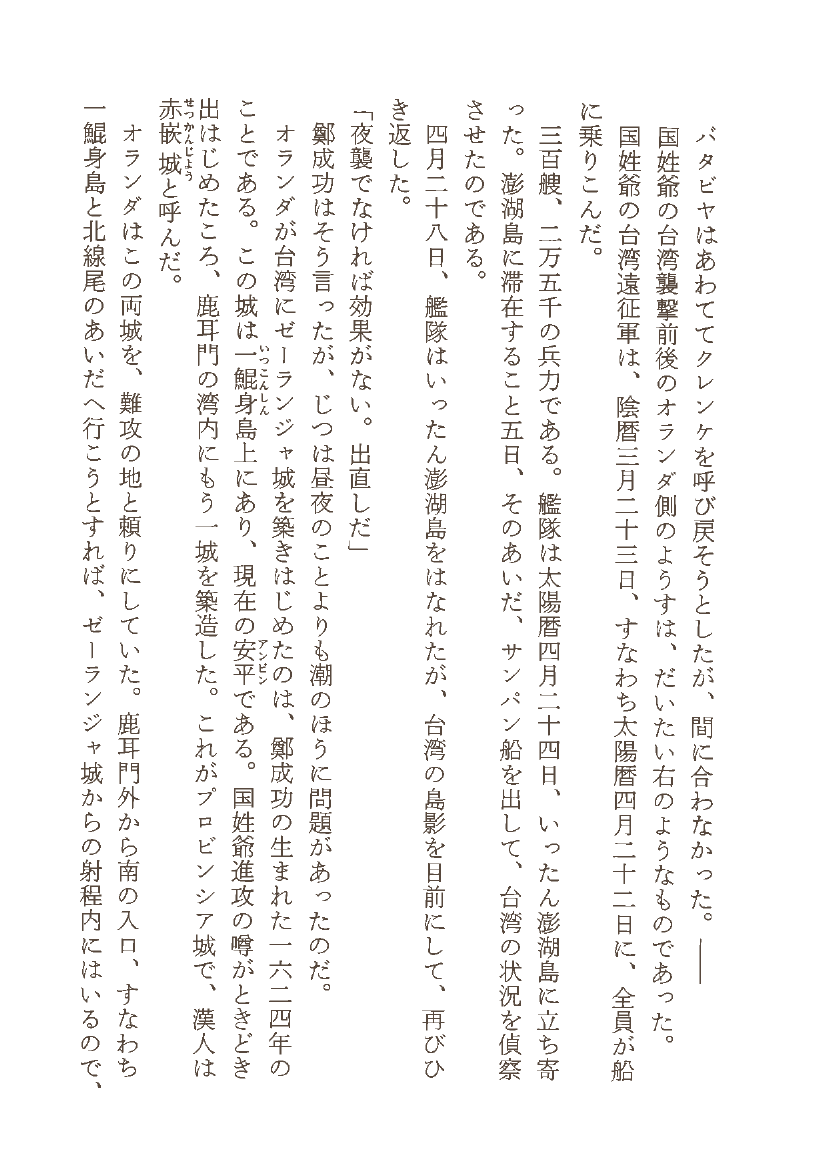 バタビヤはあわててクレンケを呼び戻そうとしたが、間に合わなかった。――
国姓爺の台湾襲撃前後のオランダ側のようすは、だいたい右のようなものであった。
国姓爺の台湾遠征軍は、陰暦三月二十三日、すなわち太陽暦四月二十二日に、全員が船
に乗りこんだ。
三百艘、二万五千の兵力である。艦隊は太陽暦四月二十四日、いったん澎湖島に立ち寄
った。澎湖島に滞在すること五日、そのあいだ、サンパン船を出して、台湾の状況を偵察
させたのである。
四月二十八日、艦隊はいったん澎湖島をはなれたが、台湾の島影を目前にして、再びひ
き返した。
「夜襲でなければ効果がない。出直しだ」
鄭成功はそう言ったが、じつは昼夜のことよりも潮のほうに問題があったのだ。
オランダが台湾にゼーランジャ城を築きはじめたのは、鄭成功の生まれた一六二四年の
ことである。この城は一鯤身島上にあり、現在の安平である。国姓爺進攻の噂がときどき
出はじめたころ、鹿耳門の湾内にもう一城を築造した。これがプロビンシア城で、漢人は
赤嵌城と呼んだ。
オランダはこの両城を、難攻の地と頼りにしていた。鹿耳門外から南の入口、すなわち
一鯤身島と北線尾のあいだへ行こうとすれば、ゼーランジャ城からの射程内にはいるので、